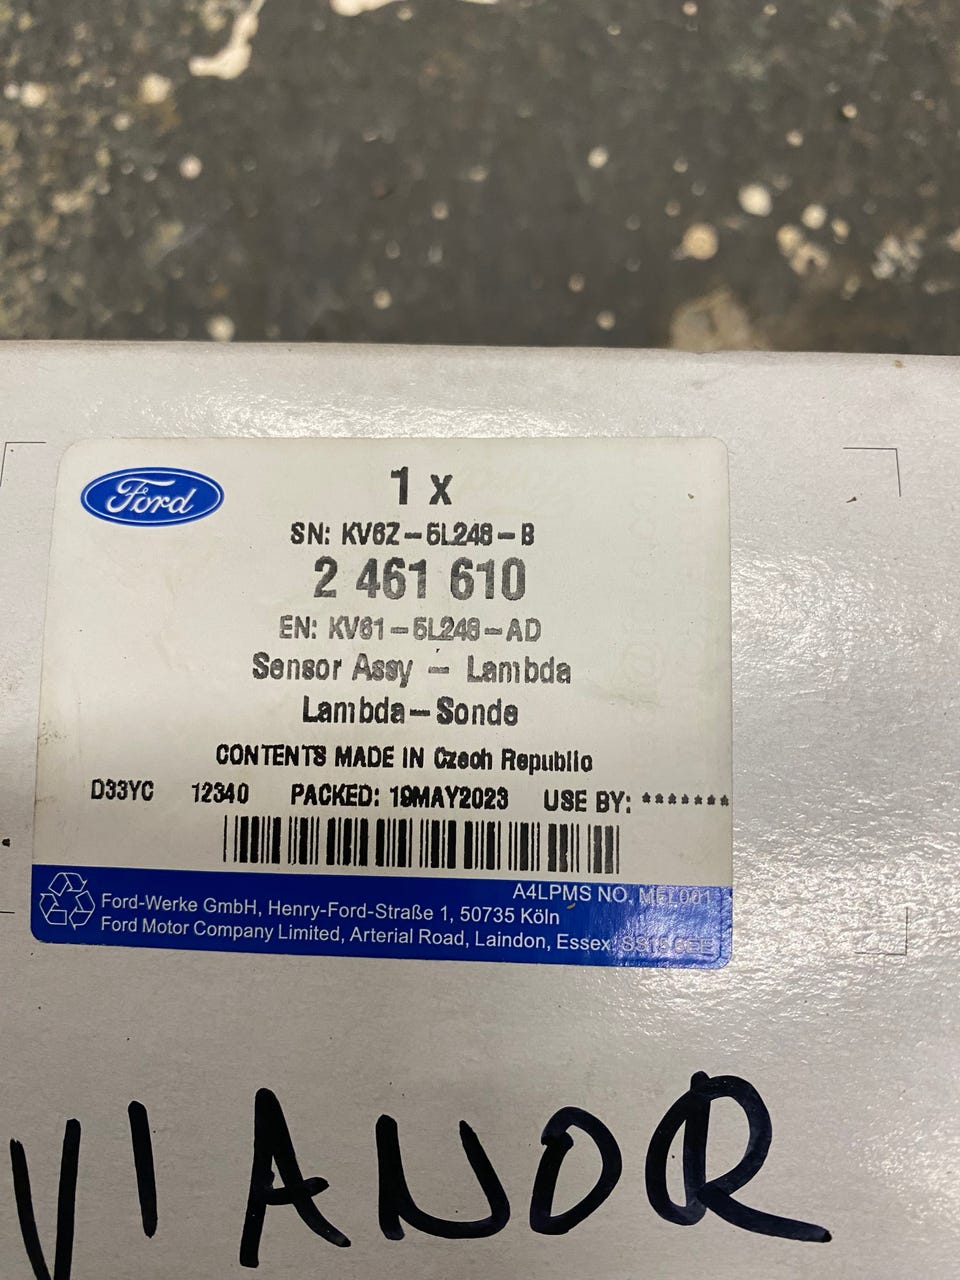 Ford
1 x
SN: KV6Z-5L248-B
2 461 610
EN: KV61-5L248-AD
Sensor Assy - Lambda
Lambda-Sonde
CONTENTS MADE IN Czech Republic
D33YC 12340 PACKED: 19MAY2023 USE BY: *******
A4LPMS NO. MEL001
Ford-Werke GmbH, Henry-Ford-Straße 1, 50735 Köln
Ford Motor Company Limited, Arterial Road, Laindon, Essex
VIANOR